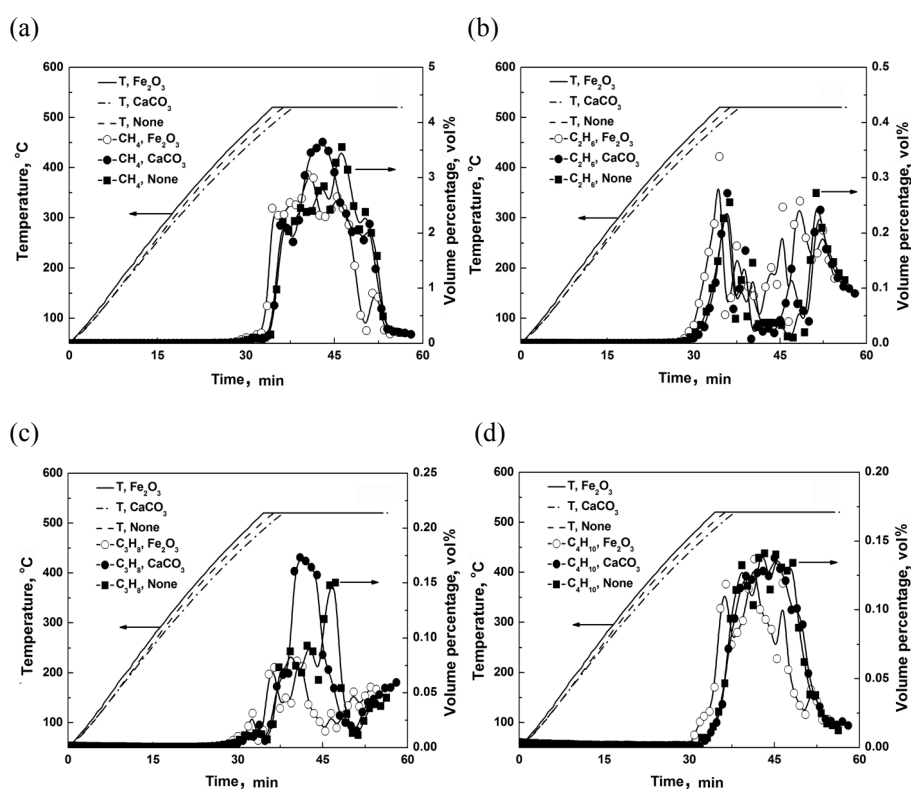 (a)
(b)
600
500
400
300
200
100
0
15
30
45
60
5
4
3
2
1
0
Temperature, °C
Volume percentage, vol%
Time, min
T, Fe₂O₃
T, CaCO₃
T, None
CH₄, Fe₂O₃
CH₄, CaCO₃
CH₄, None
600
500
400
300
200
100
0
15
30
45
60
0.5
0.4
0.3
0.2
0.1
0.0
Temperature, °C
Volume percentage, vol%
Time, min
T, Fe₂O₃
T, CaCO₃
T, None
C₂H₆, Fe₂O₃
C₂H₆, CaCO₃
C₂H₆, None
(c)
(d)
600
500
400
300
200
100
0
15
30
45
60
0.25
0.20
0.15
0.10
0.05
0.00
Temperature, °C
Volume percentage, vol%
Time, min
T, Fe₂O₃
T, CaCO₃
T, None
C₃H₈, Fe₂O₃
C₃H₈, CaCO₃
C₃H₈, None
600
500
400
300
200
100
0
15
30
45
60
0.20
0.15
0.10
0.05
0.00
Temperature, °C
Volume percentage, vol%
Time, min
T, Fe₂O₃
T, CaCO₃
T, None
C₄H₁₀, Fe₂O₃
C₄H₁₀, CaCO₃
C₄H₁₀, None